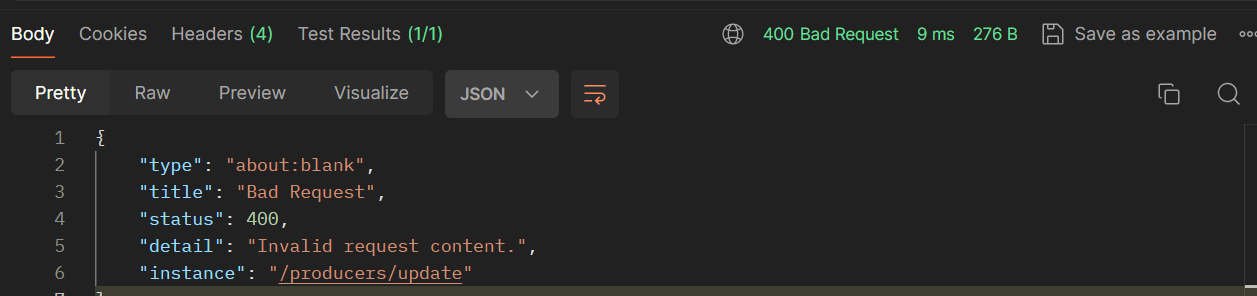 Body Cookies Headers (4) Test Results (1/1) 400 Bad Request 9 ms 276 B Save as example
Pretty Raw Preview Visualize JSON
1 {
2 "type": "about:blank",
3 "title": "Bad Request",
4 "status": 400,
5 "detail": "Invalid request content.",
6 "instance": "/producers/update"